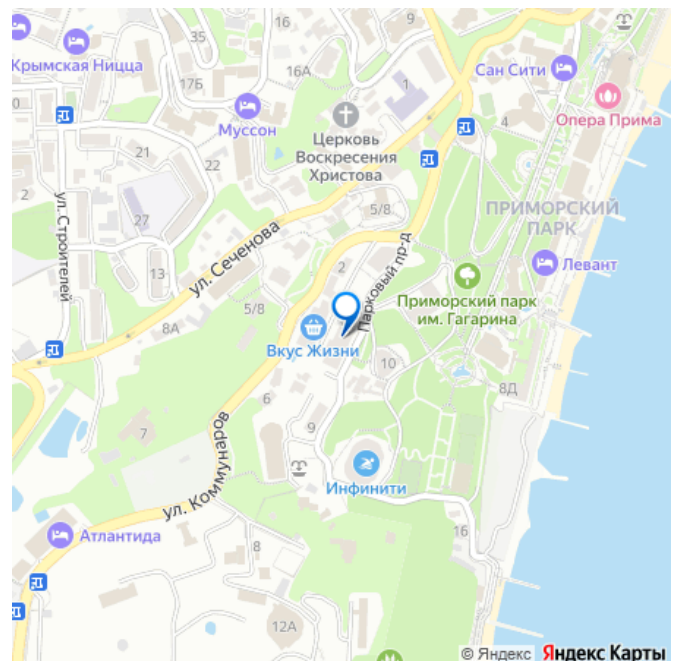 16
9
35
Крымская Ницца
17Б
16А
Сан Сити
Муссон
Опера Прима
Церковь
Воскресения
Христова
4
21
22
2
27
13
5/8
ПРИМОРСКИЙ
ПАРК
ул. Строителей
ул. Сеченова
Парковый пр-д
2
Левант
Приморский парк
им. Гагарина
5/8
8А
Вкус Жизни
10
8Д
6
7
9
ул. Коммунаров
Инфинити
16
Атлантида
8
12А
© Яндекс Яндекс Карты